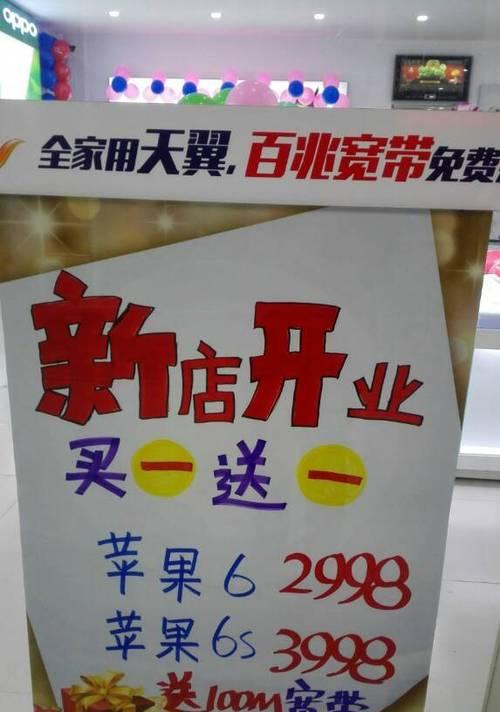 oppo
全家用天翼,百兆宽带免费
新店开业
买一送一
苹果6 2998
苹果6s 3998
送100m宽带